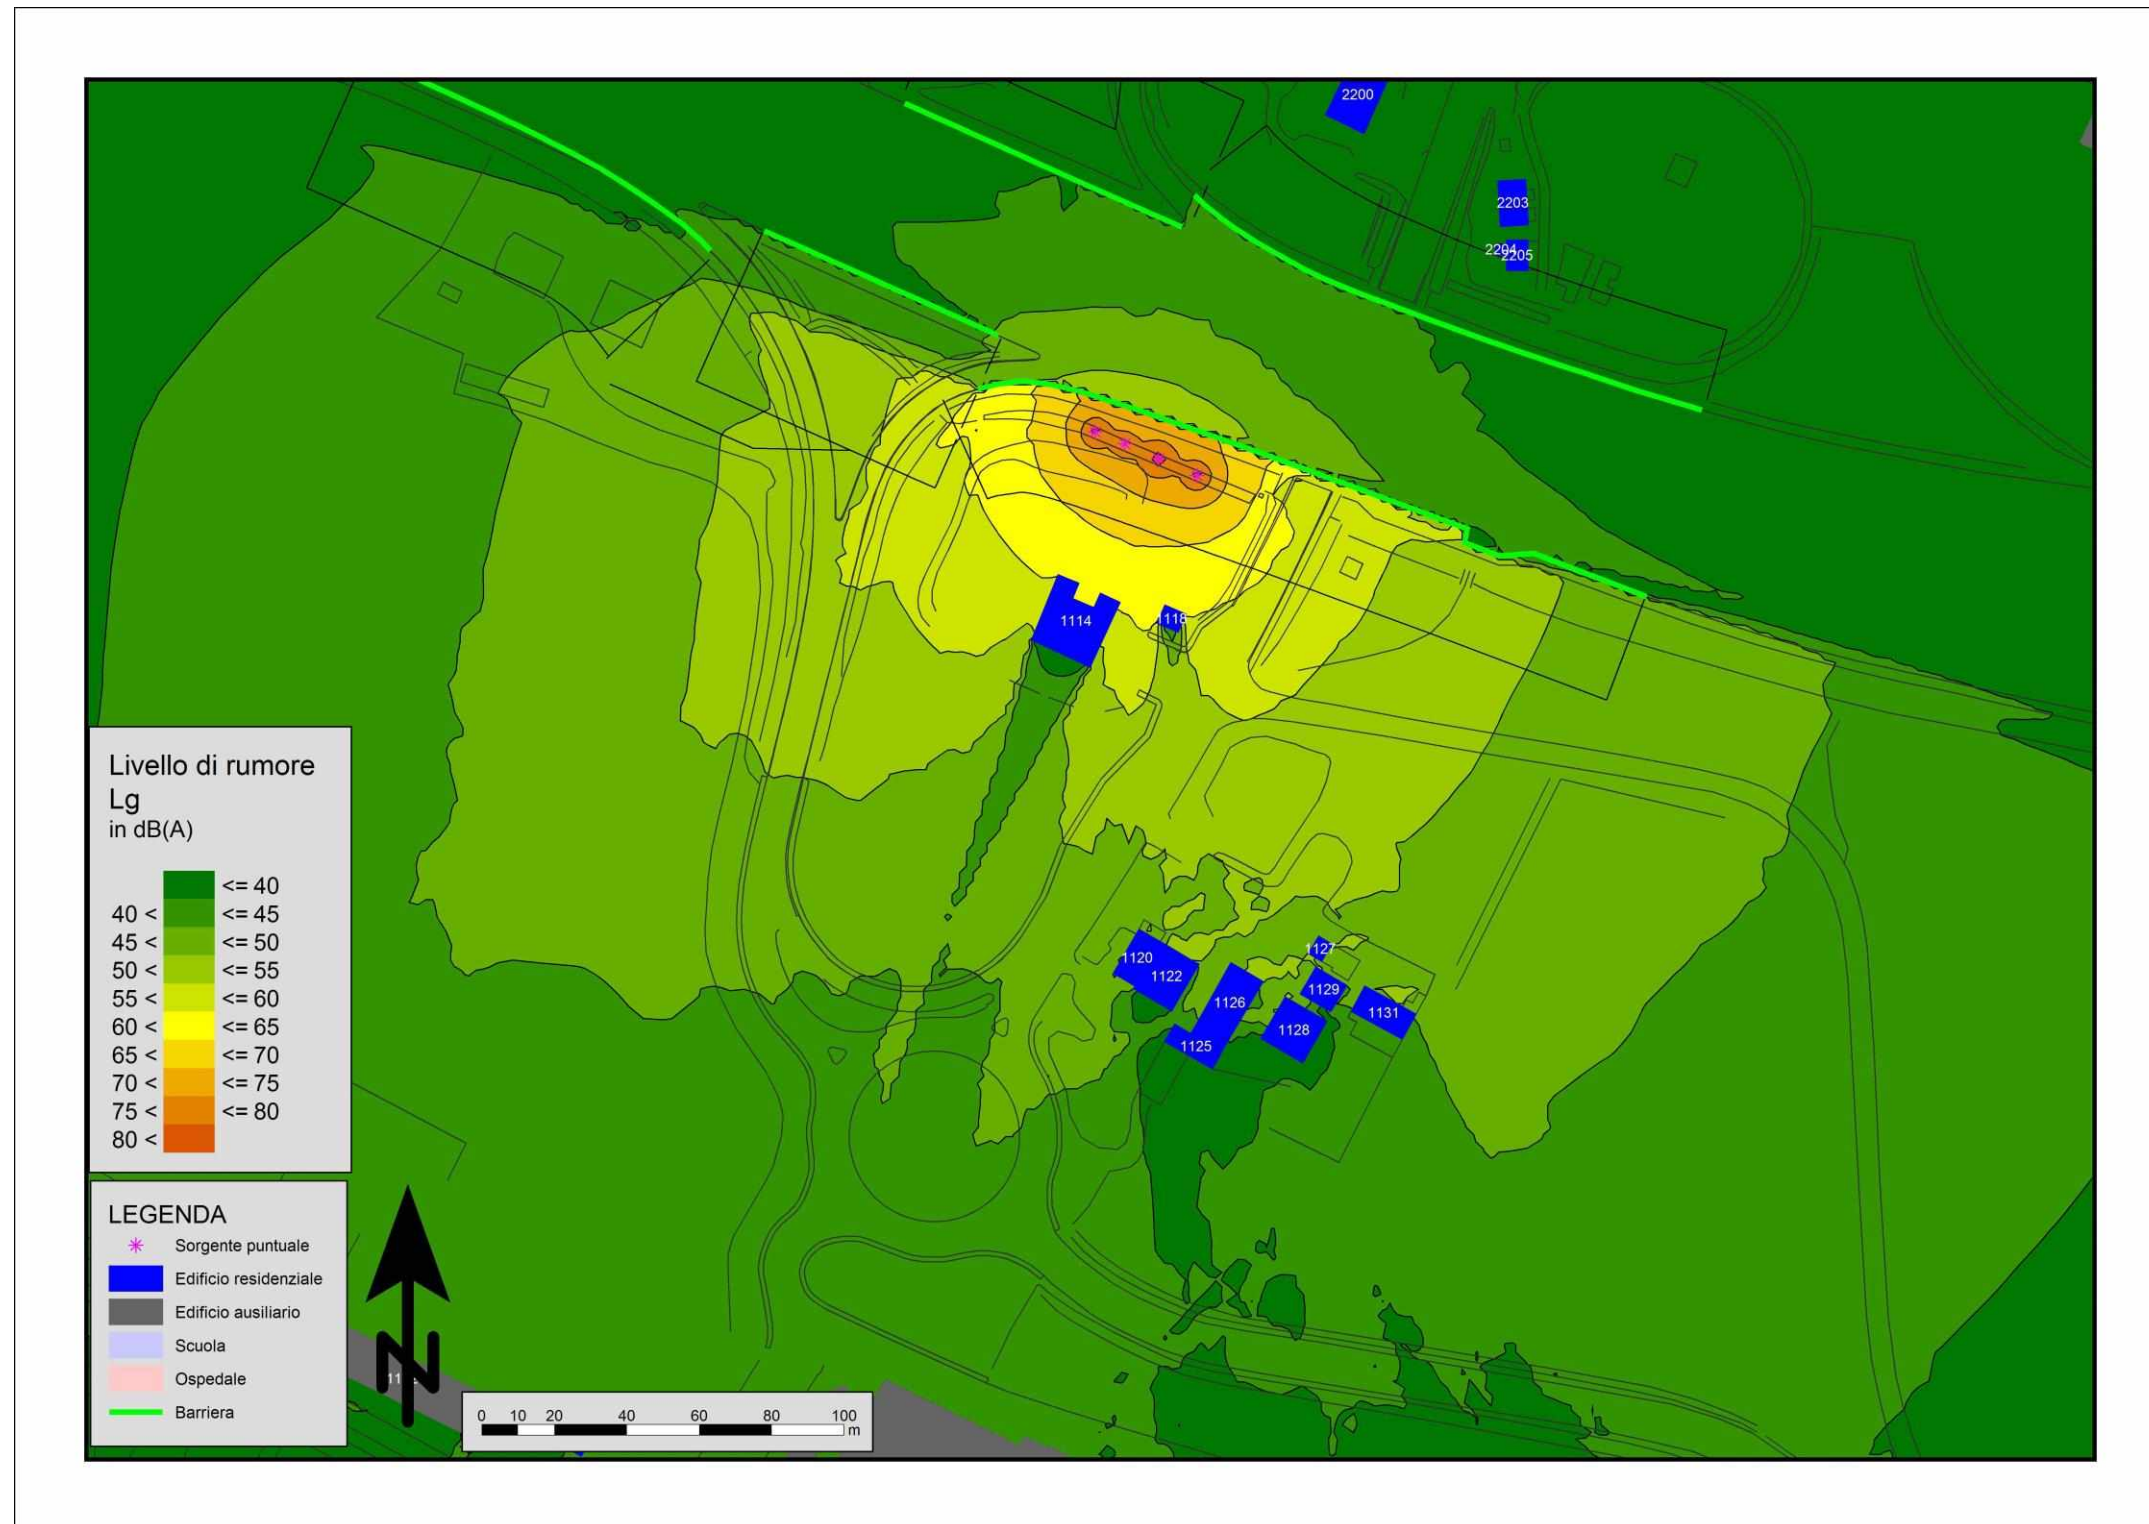 2200
2203
2204
2205
1114
1118
1120
1122
1127
1126
1129
1131
1128
1125
Livello di rumore
Lg
in dB(A)
<= 40
40 < <= 45
45 < <= 50
50 < <= 55
55 < <= 60
60 < <= 65
65 < <= 70
70 < <= 75
75 < <= 80
80 <
LEGENDA
Sorgente puntuale
Edificio residenziale
Edificio ausiliario
Scuola
Ospedale
Barriera
N
0 10 20 40 60 80 100
m